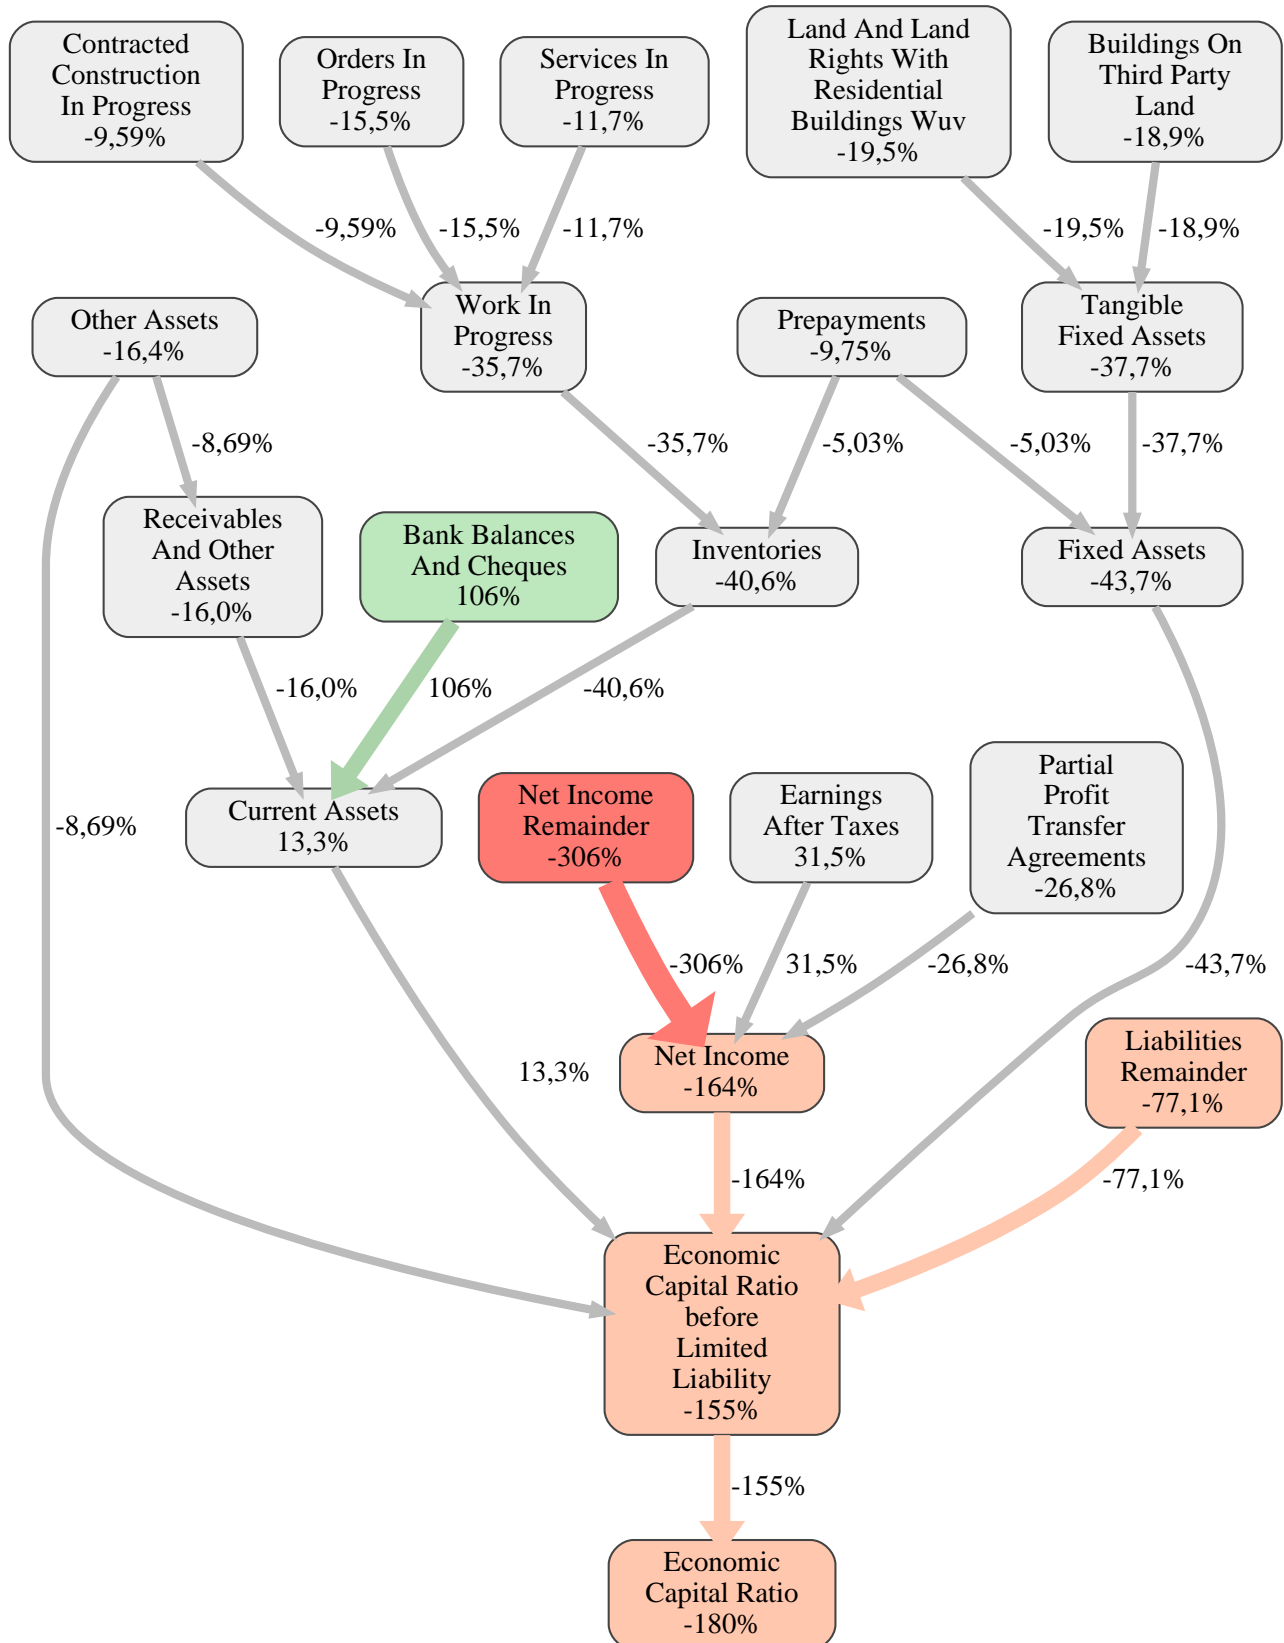 Contracted
Construction
In Progress
-9,59%
Orders In
Progress
-15,5%
Services In
Progress
-11,7%
Land And Land
Rights With
Residential
Buildings Wuv
-19,5%
Buildings On
Third Party
Land
-18,9%
-9,59%
-15,5%
-11,7%
-19,5%
-18,9%
Other Assets
-16,4%
Work In
Progress
-35,7%
Prepayments
-9,75%
Tangible
Fixed Assets
-37,7%
-8,69%
-35,7%
-5,03%
-5,03%
-37,7%
Receivables
And Other
Assets
-16,0%
Bank Balances
And Cheques
106%
Inventories
-40,6%
Fixed Assets
-43,7%
-16,0%
106%
-40,6%
-8,69%
Current Assets
13,3%
Net Income
Remainder
-306%
Earnings
After Taxes
31,5%
Partial
Profit
Transfer
Agreements
-26,8%
-306%
31,5%
-26,8%
-43,7%
13,3%
Net Income
-164%
Liabilities
Remainder
-77,1%
-164%
-77,1%
Economic
Capital Ratio
before
Limited
Liability
-155%
-155%
Economic
Capital Ratio
-180%